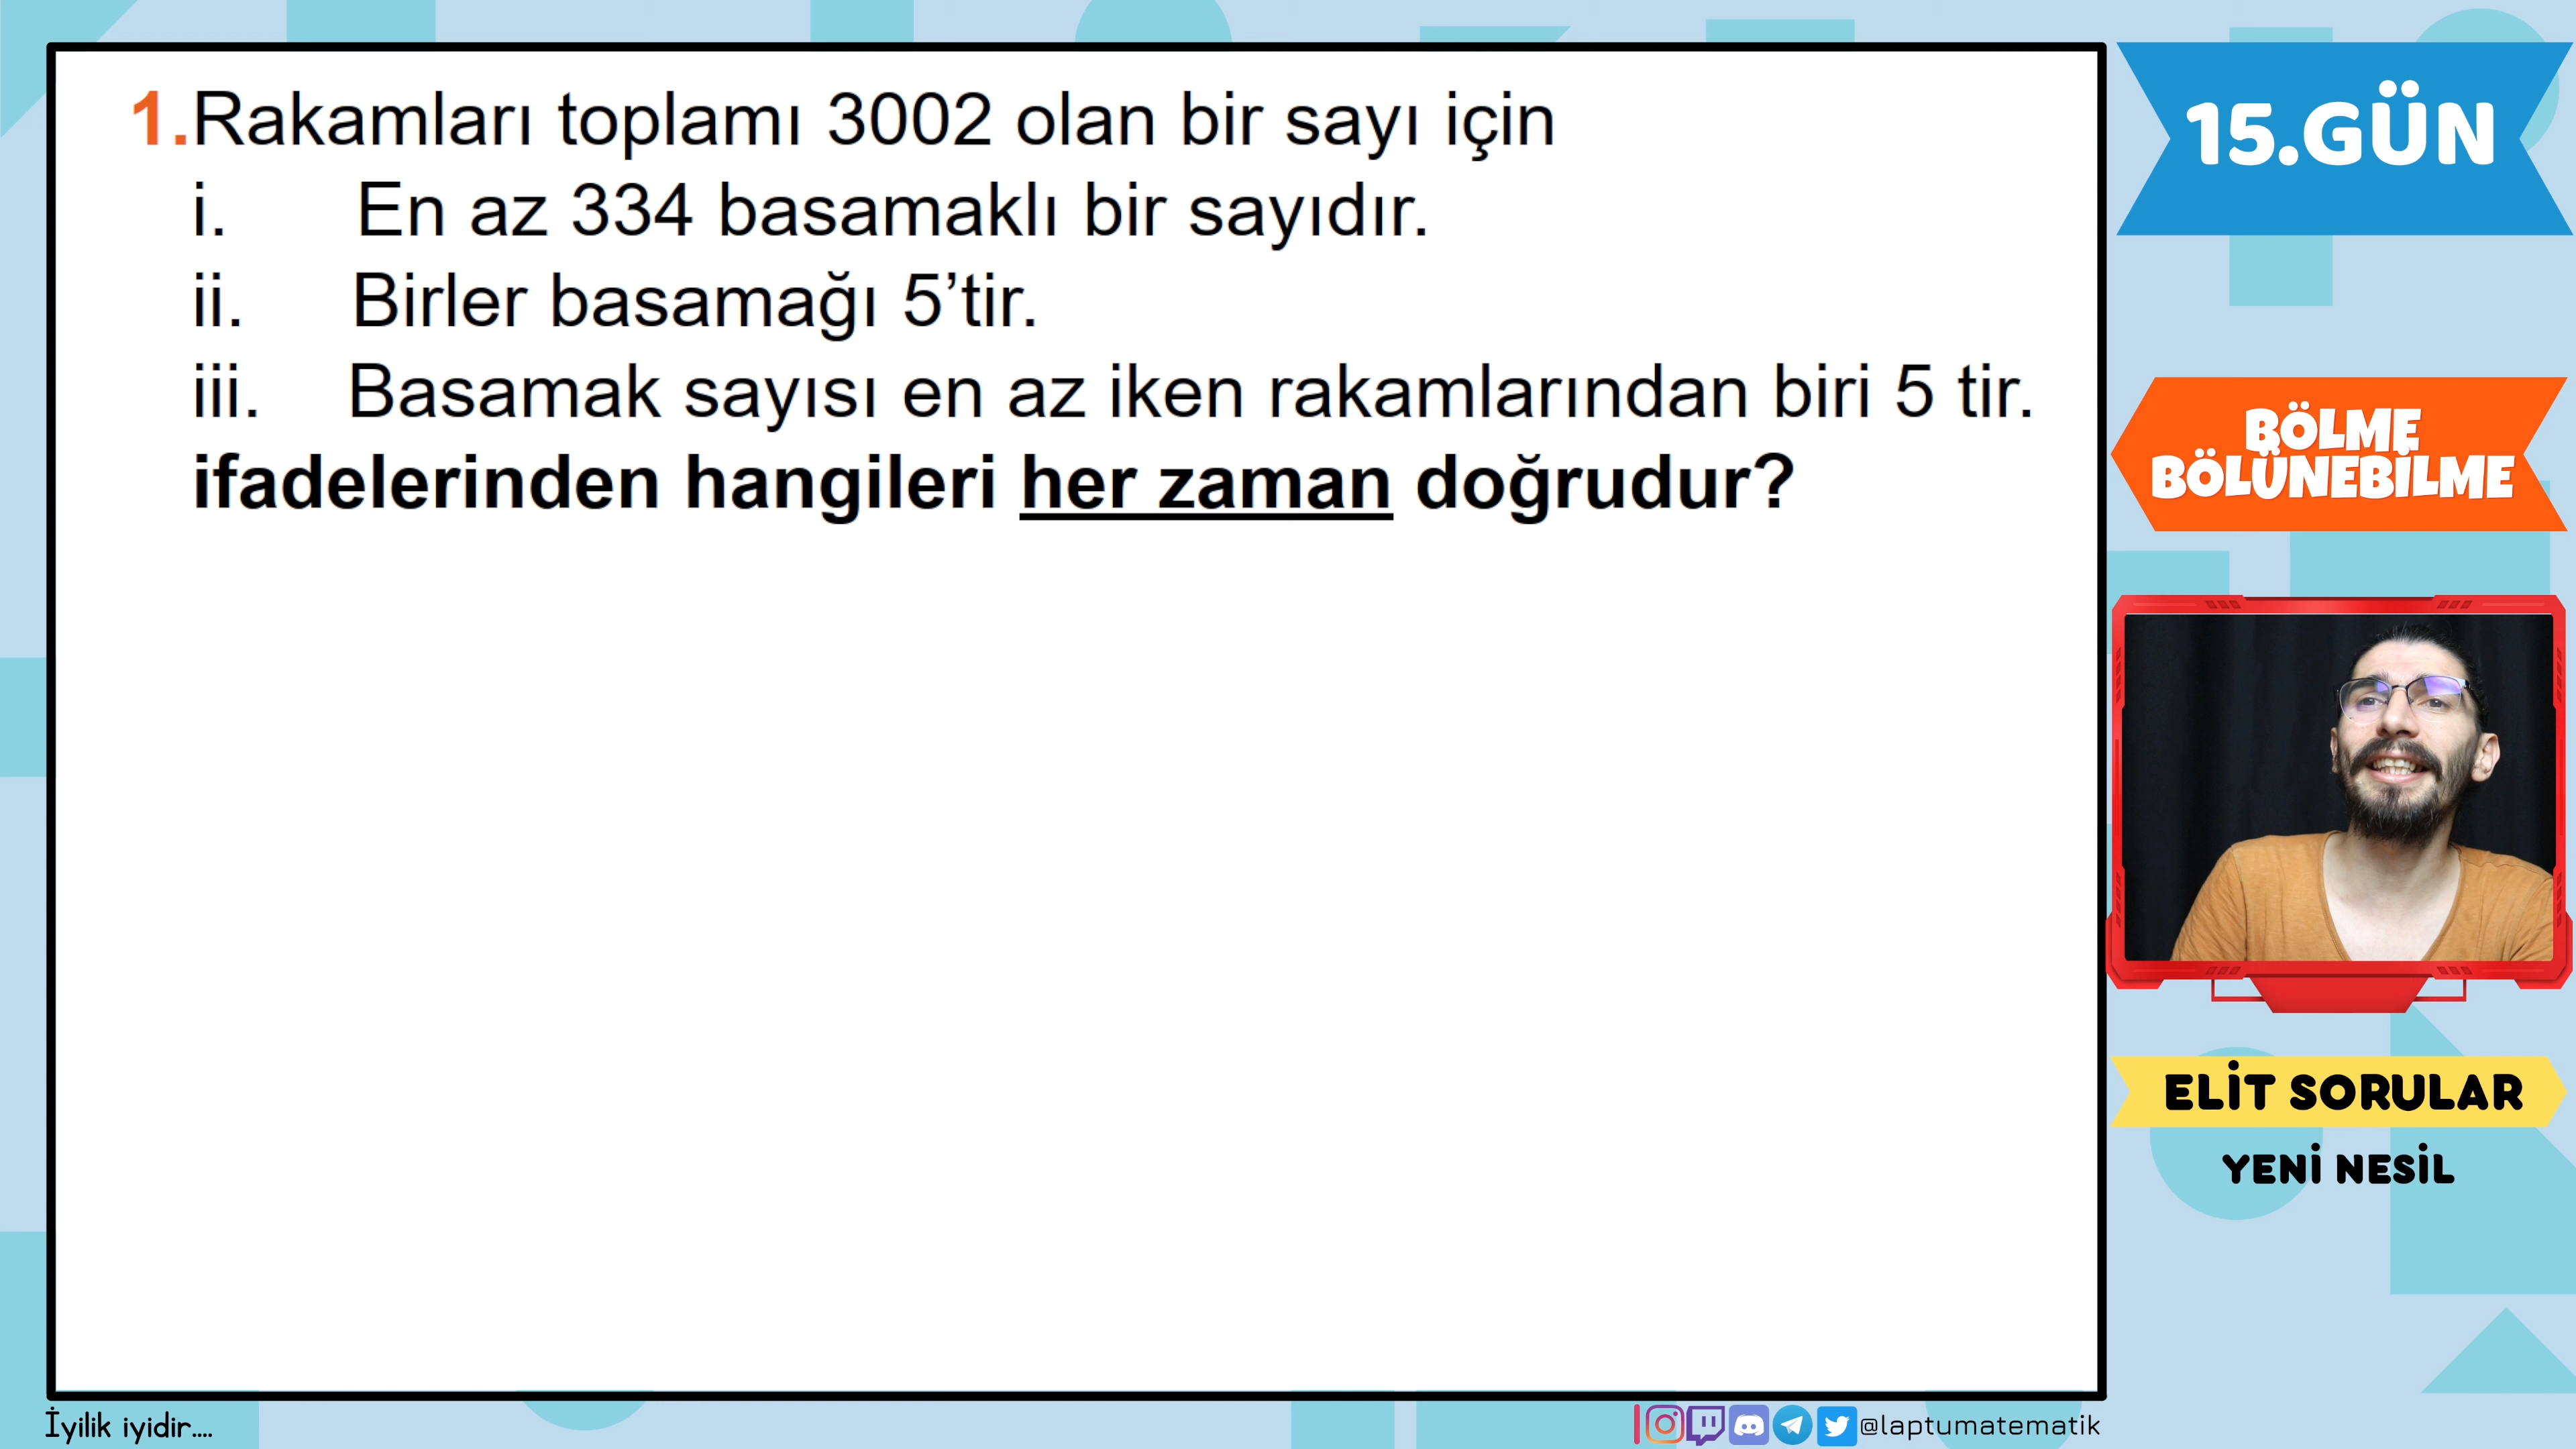 1.Rakamları toplamı 3002 olan bir sayı için
i. En az 334 basamaklı bir sayıdır.
ii. Birler basamağı 5’tir.
iii. Basamak sayısı en az iken rakamlarından biri 5 tir.
ifadelerinden hangileri her zaman doğrudur?
15.GÜN
BÖLME
BÖLÜNEBİLME
ELİT SORULAR
YENİ NESİL
İyilik iyidir....
@laptumatematik